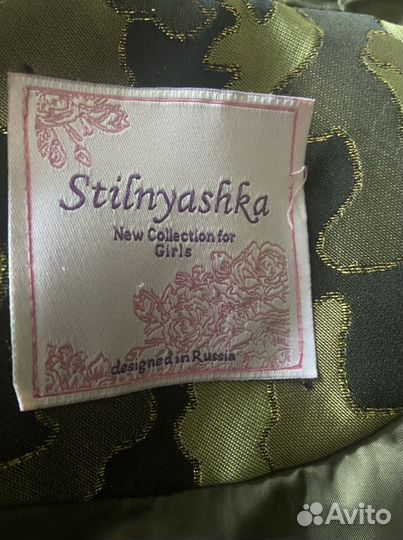 Stilnyashka
New Collection for
Girls
designed in Russia
Avito